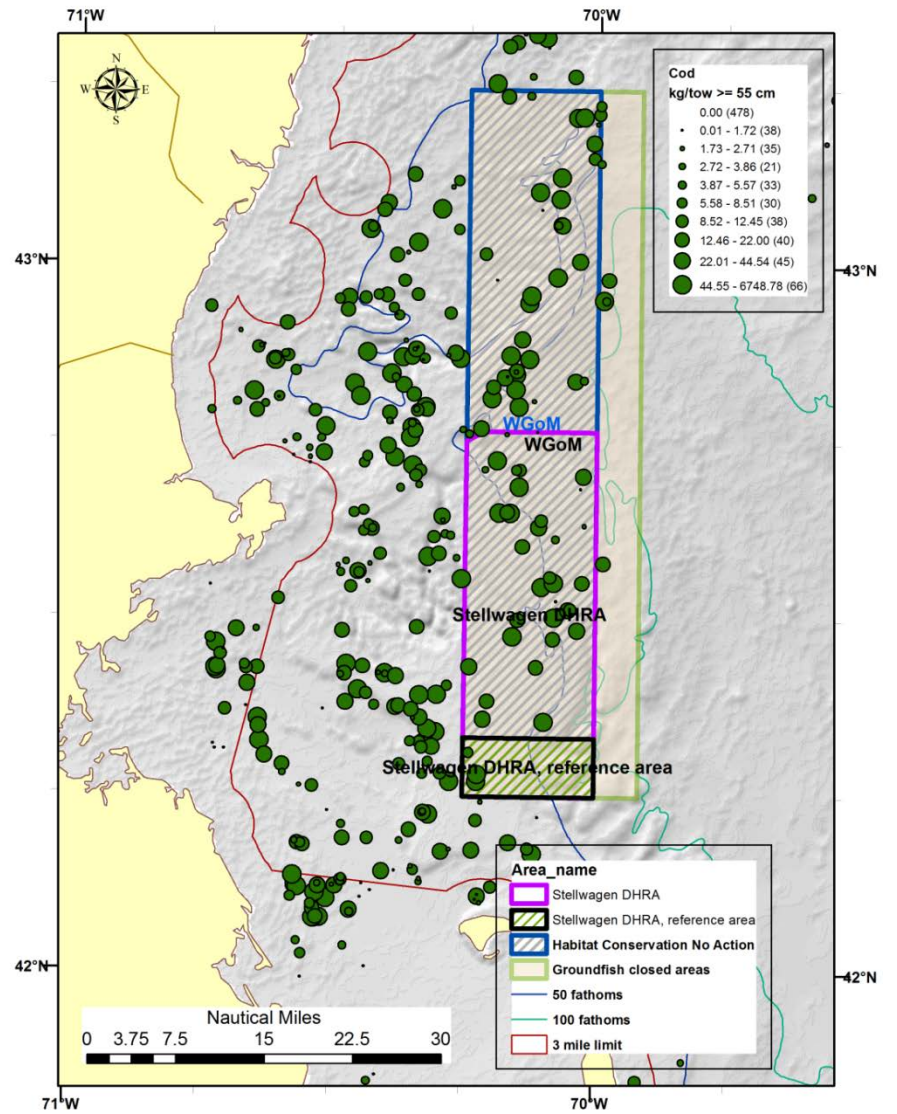 71°W
70°W
N
W
E
S
Cod
kg/tow >= 55 cm
0.00 (478)
0.01 - 1.72 (38)
1.73 - 2.71 (35)
2.72 - 3.86 (21)
3.87 - 5.57 (33)
5.58 - 8.51 (30)
8.52 - 12.45 (38)
12.46 - 22.00 (40)
22.01 - 44.54 (45)
44.55 - 6748.78 (66)
43°N
43°N
WGoM
WGoM
Stellwagen DHRA
Stellwagen DHRA, reference area
Area_name
Stellwagen DHRA
Stellwagen DHRA, reference area
Habitat Conservation No Action
Groundfish closed areas
50 fathoms
100 fathoms
3 mile limit
42°N
42°N
Nautical Miles
0 3.75 7.5 15 22.5 30
71°W
70°W